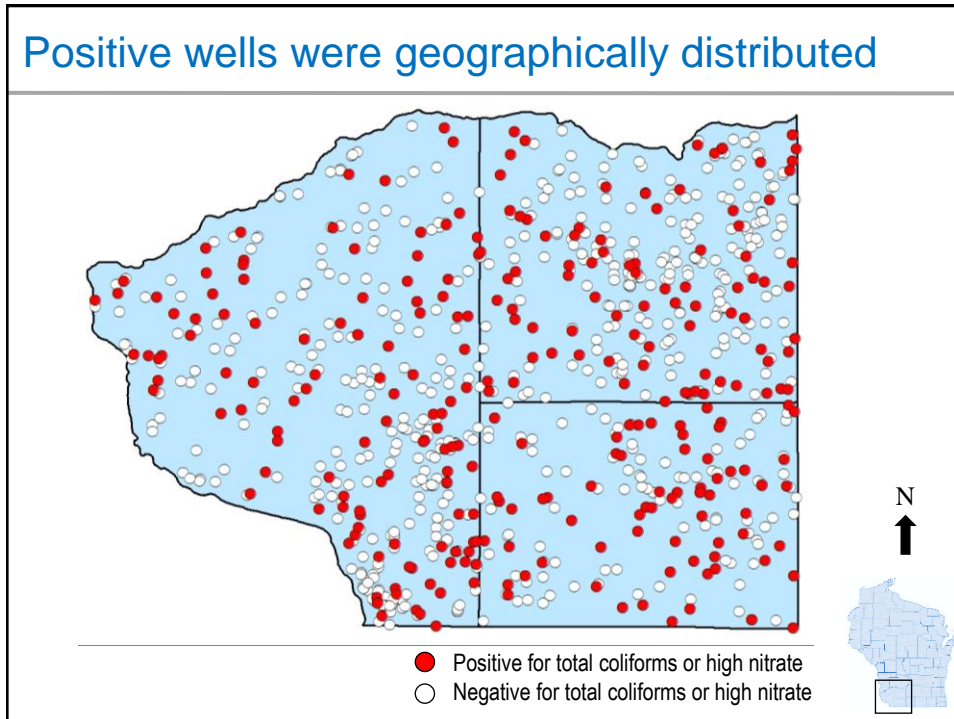 Positive wells were geographically distributed
N
Positive for total coliforms or high nitrate
Negative for total coliforms or high nitrate